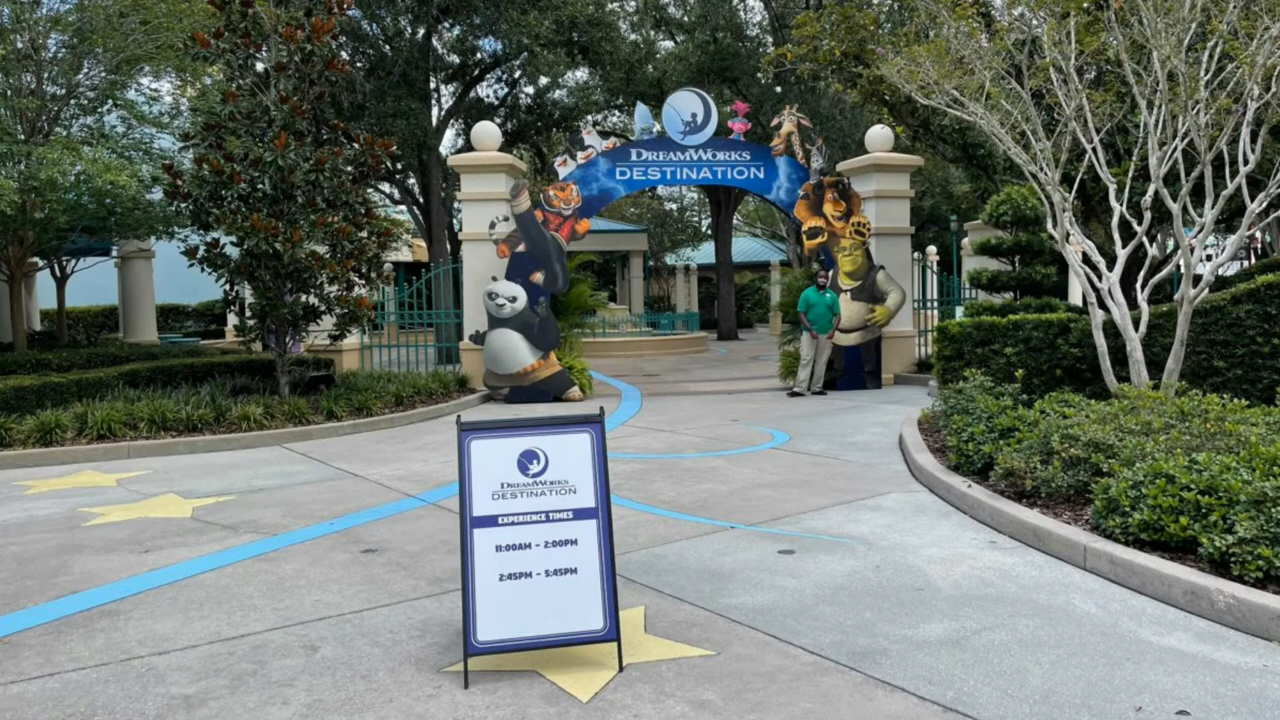 DREAMWORKS
DESTINATION
DREAMWORKS
DESTINATION
EXPERIENCE TIMES
11:00AM - 2:00PM
2:45PM - 5:45PM